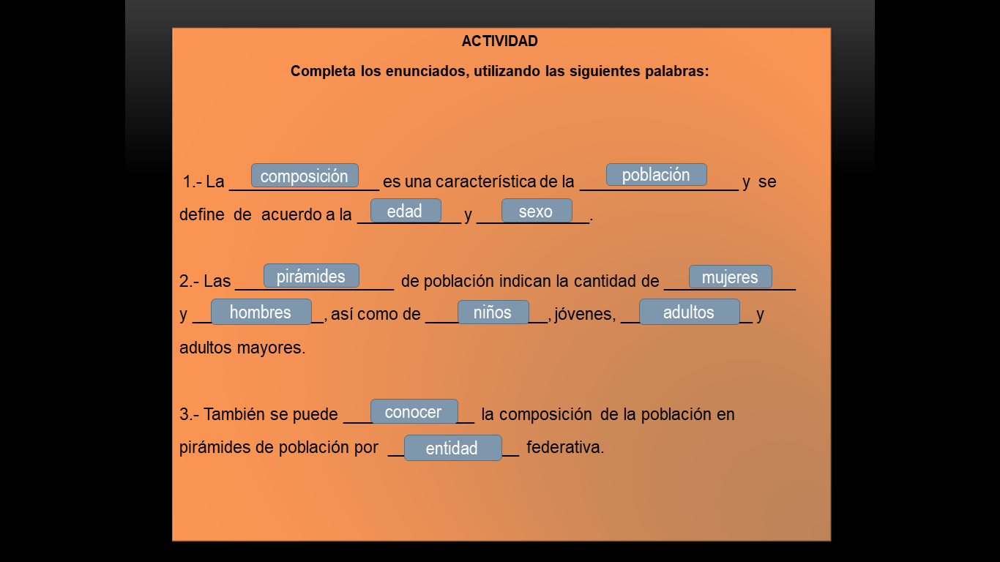 ACTIVIDAD
Completa los enunciados, utilizando las siguientes palabras:
1.- La composición es una característica de la población y se
define de acuerdo a la edad y sexo.
2.- Las pirámides de población indican la cantidad de mujeres
y hombres, así como de niños, jóvenes, adultos y
adultos mayores.
3.- También se puede conocer la composición de la población en
pirámides de población por entidad federativa.